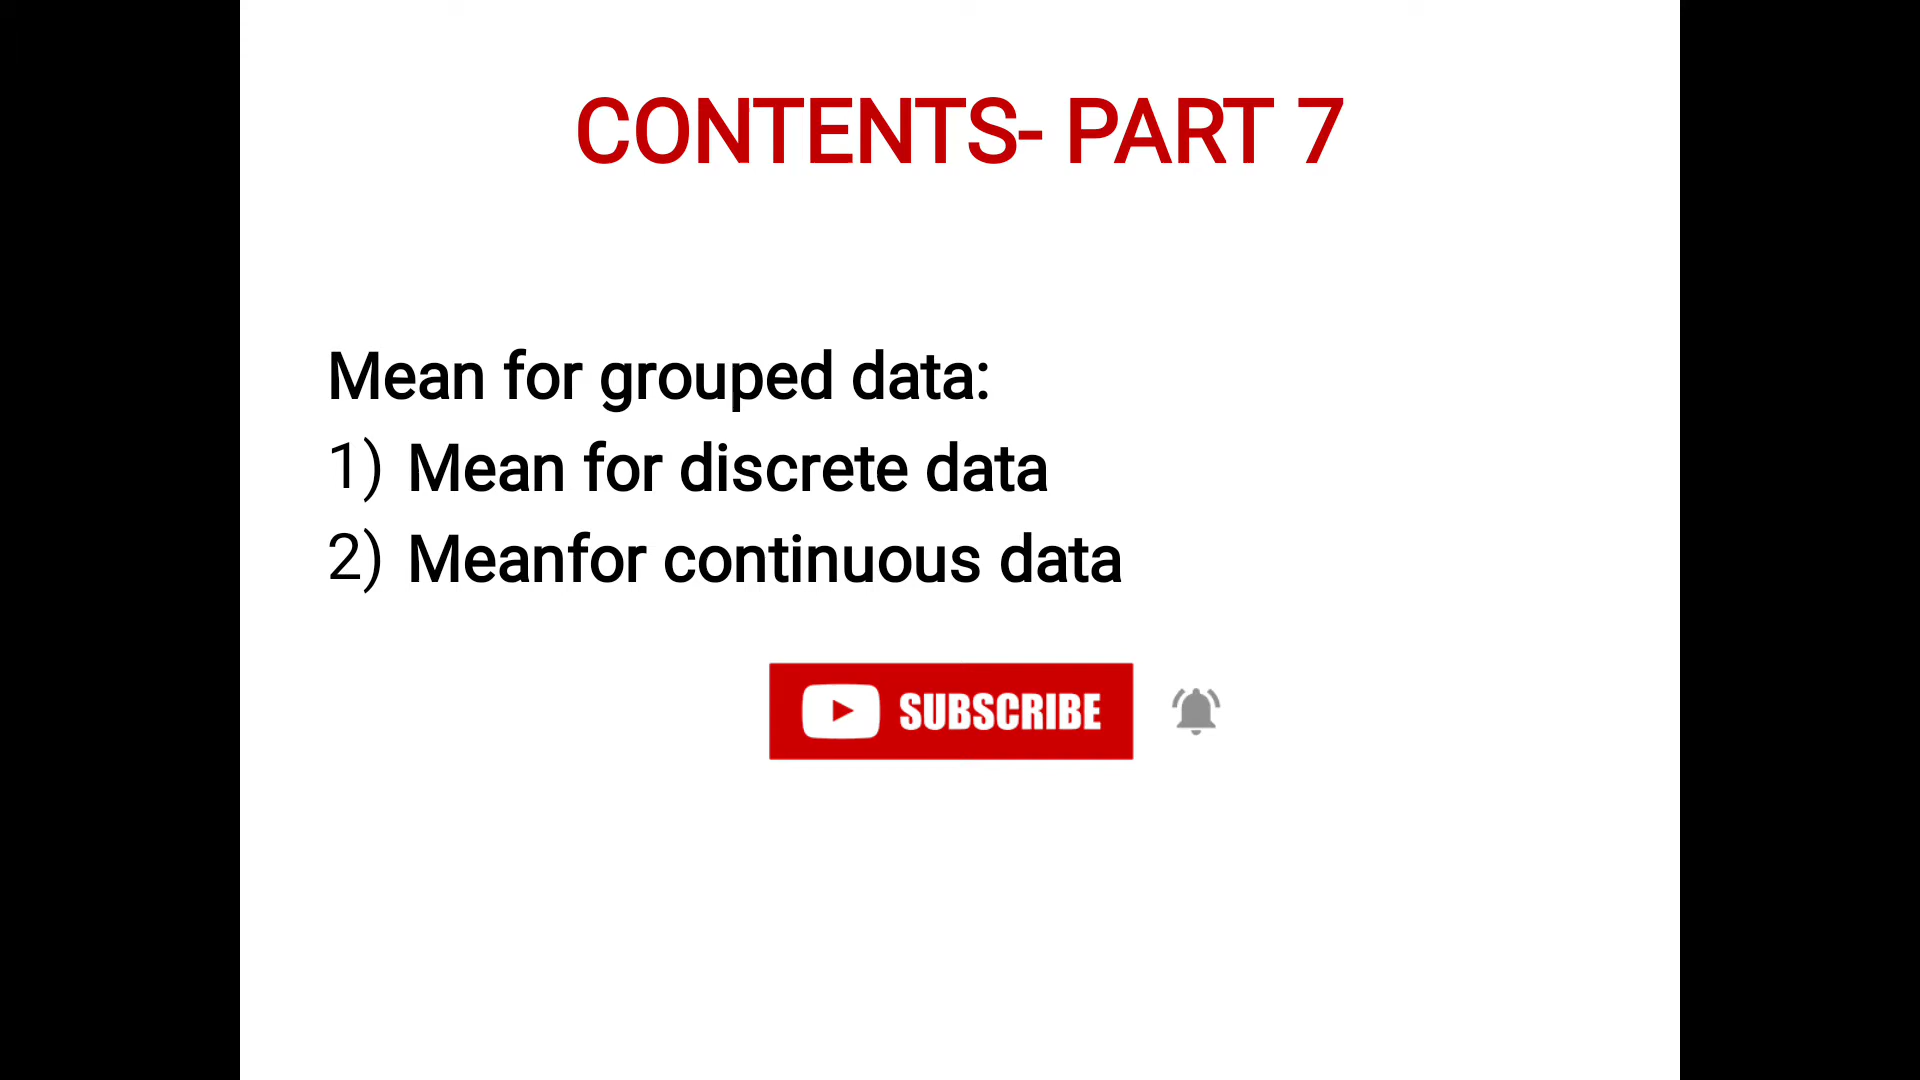 CONTENTS- PART 7
Mean for grouped data:
1) Mean for discrete data
2) Meanfor continuous data
SUBSCRIBE